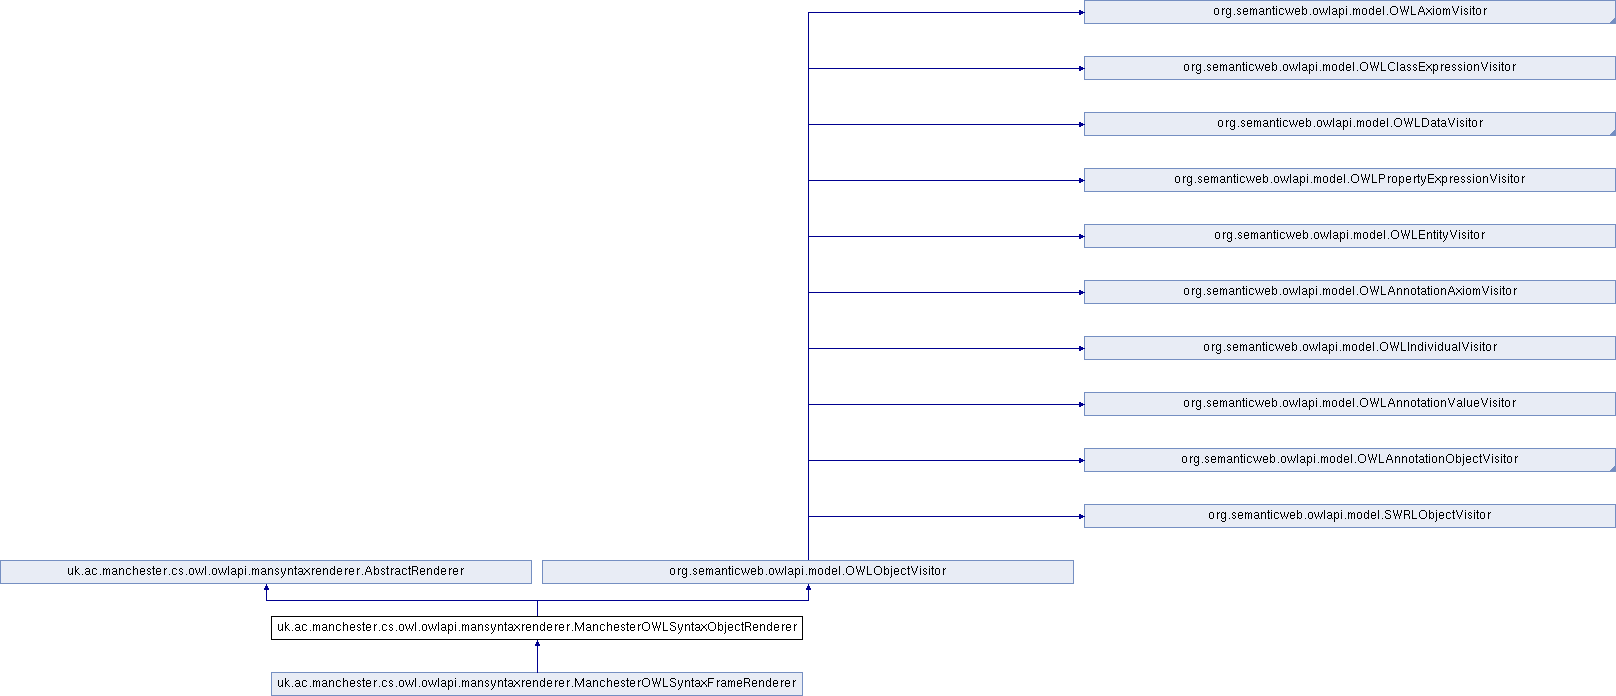 org.semanticweb.owlapi.model.OWLAxiomVisitor
org.semanticweb.owlapi.model.OWLClassExpressionVisitor
org.semanticweb.owlapi.model.OWLDataVisitor
org.semanticweb.owlapi.model.OWLPropertyExpressionVisitor
org.semanticweb.owlapi.model.OWLEntityVisitor
org.semanticweb.owlapi.model.OWLAnnotationAxiomVisitor
org.semanticweb.owlapi.model.OWLIndividualVisitor
org.semanticweb.owlapi.model.OWLAnnotationValueVisitor
org.semanticweb.owlapi.model.OWLAnnotationObjectVisitor
org.semanticweb.owlapi.model.SWRLObjectVisitor
uk.ac.manchester.cs.owl.owlapi.mansyntaxrenderer.AbstractRenderer
org.semanticweb.owlapi.model.OWLObjectVisitor
uk.ac.manchester.cs.owl.owlapi.mansyntaxrenderer.ManchesterOWLSyntaxObjectRenderer
uk.ac.manchester.cs.owl.owlapi.mansyntaxrenderer.ManchesterOWLSyntaxFrameRenderer